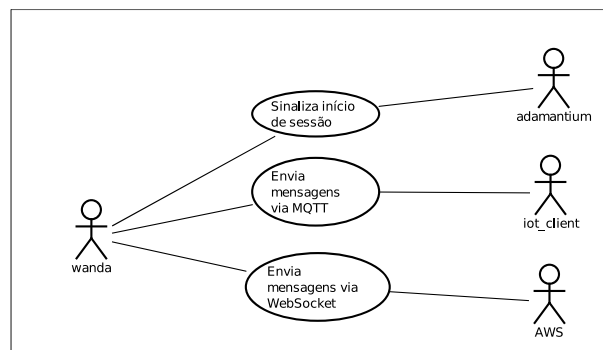 Sinaliza início
de sessão
adamantium
Envia
mensagens
via MQTT
iot_client
wanda
Envia
mensagens via
WebSocket
AWS